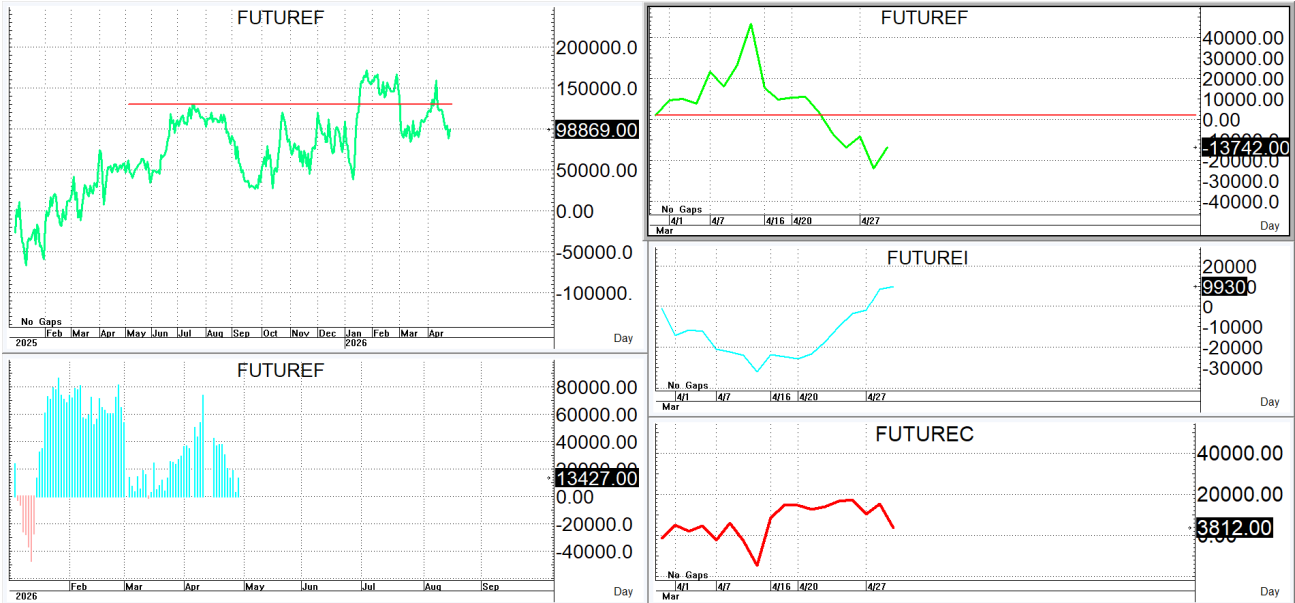 FUTUREF
200000.0
150000.0
98869.00
50000.0
0.00
-50000.0
-100000.
No Gaps
Feb Mar Apr May Jun Jul Aug Sep Oct Nov Dec Jan Feb Mar Apr
2025 2026
Day
FUTUREF
80000.00
60000.00
40000.00
13427.00
0.00
-20000.0
-40000.0
Feb Mar Apr May Jun Jul Aug Sep
2026
Day
FUTUREF
40000.00
30000.00
20000.00
10000.00
0.00
-13742.00
-20000.0
-30000.0
-40000.0
No Gaps
4/1 4/7 4/16 4/20 4/27
Mar
Day
FUTUREI
20000
9930
0
-10000
-20000
-30000
No Gaps
4/1 4/7 4/16 4/20 4/27
Mar
Day
FUTUREC
40000.00
20000.00
3812.00
No Gaps
4/1 4/7 4/16 4/20 4/27
Mar
Day